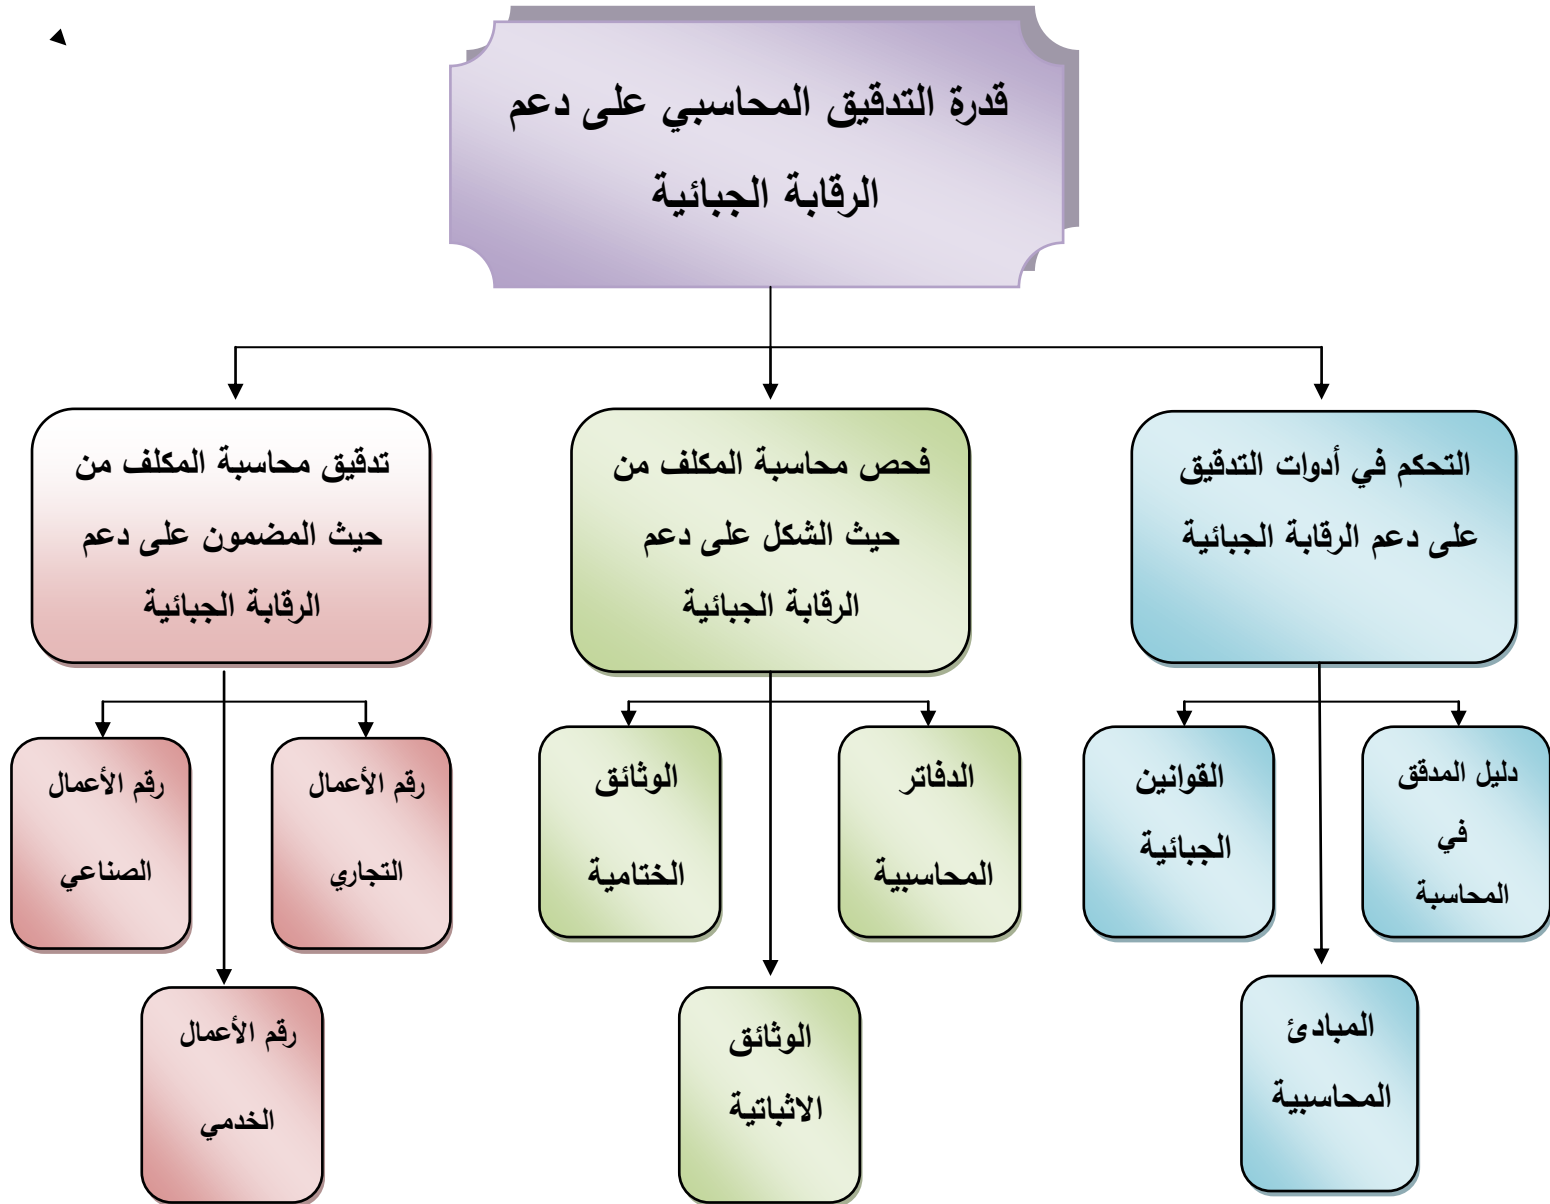 قدرة التدقيق المحاسبي على دعم
الرقابة الجبائية
التحكم في أدوات التدقيق
على دعم الرقابة الجبائية
فحص محاسبة المكلف من
حيث الشكل على دعم
الرقابة الجبائية
تدقيق محاسبة المكلف من
حيث المضمون على دعم
الرقابة الجبائية
دليل المدقق
في
المحاسبة
القوانين
الجبائية
الدفاتر
المحاسبية
الوثائق
الختامية
رقم الأعمال
التجاري
رقم الأعمال
الصناعي
المبادئ
المحاسبية
الوثائق
الاثباتية
رقم الأعمال
الخدمي